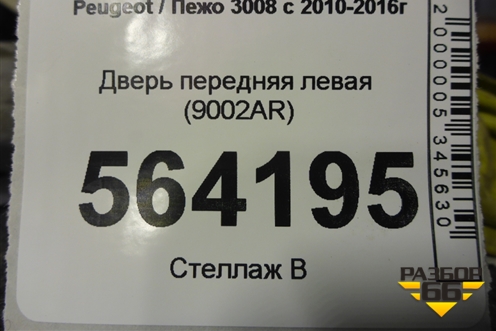 Peugeot / Пежо 3008 с 2010-2016г
Дверь передняя левая
(9002AR)
564195
Стеллаж В
2000005345630
РАЗБОР
66